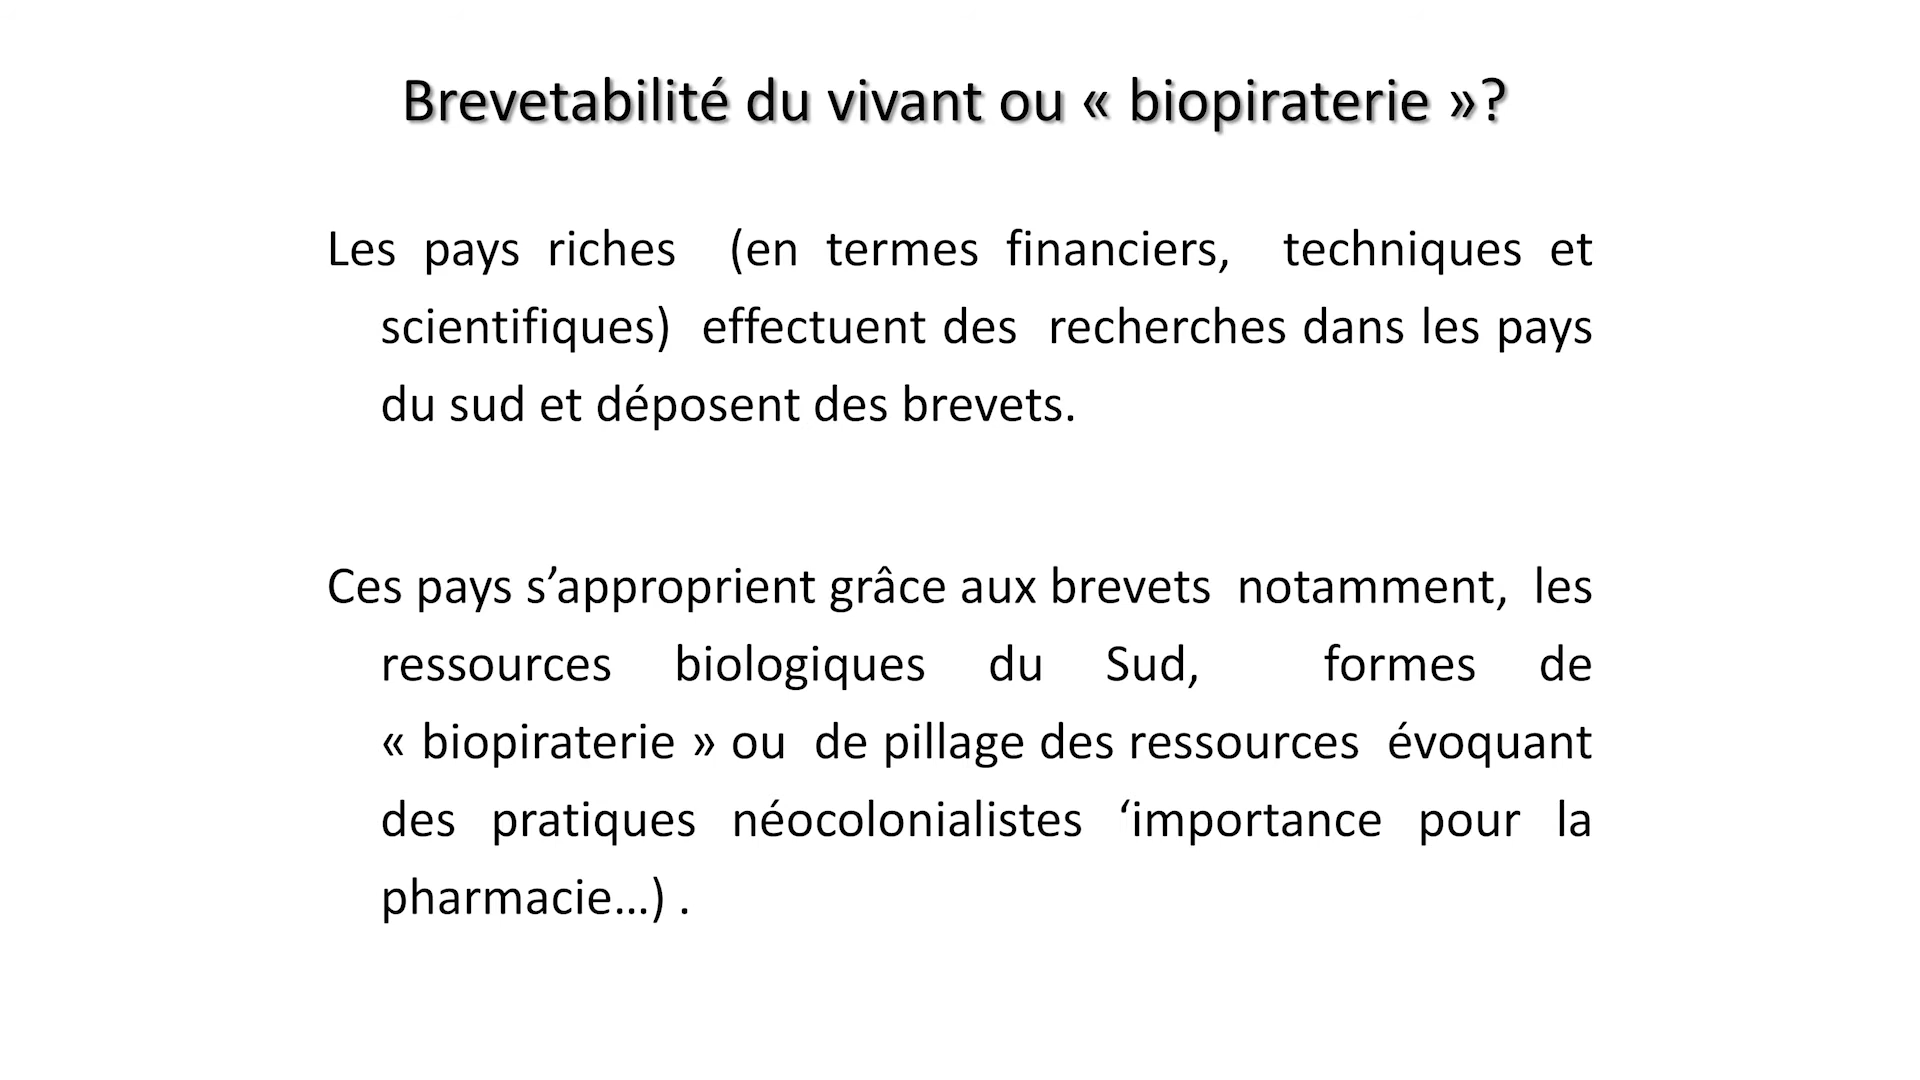 Brevetabilité du vivant ou « biopiraterie »?
Les pays riches (en termes financiers, techniques et
scientifiques) effectuent des recherches dans les pays
du sud et déposent des brevets.
Ces pays s’approprient grâce aux brevets notamment, les
ressources biologiques du Sud, formes de
« biopiraterie » ou de pillage des ressources évoquant
des pratiques néocolonialistes ‘importance pour la
pharmacie…) .